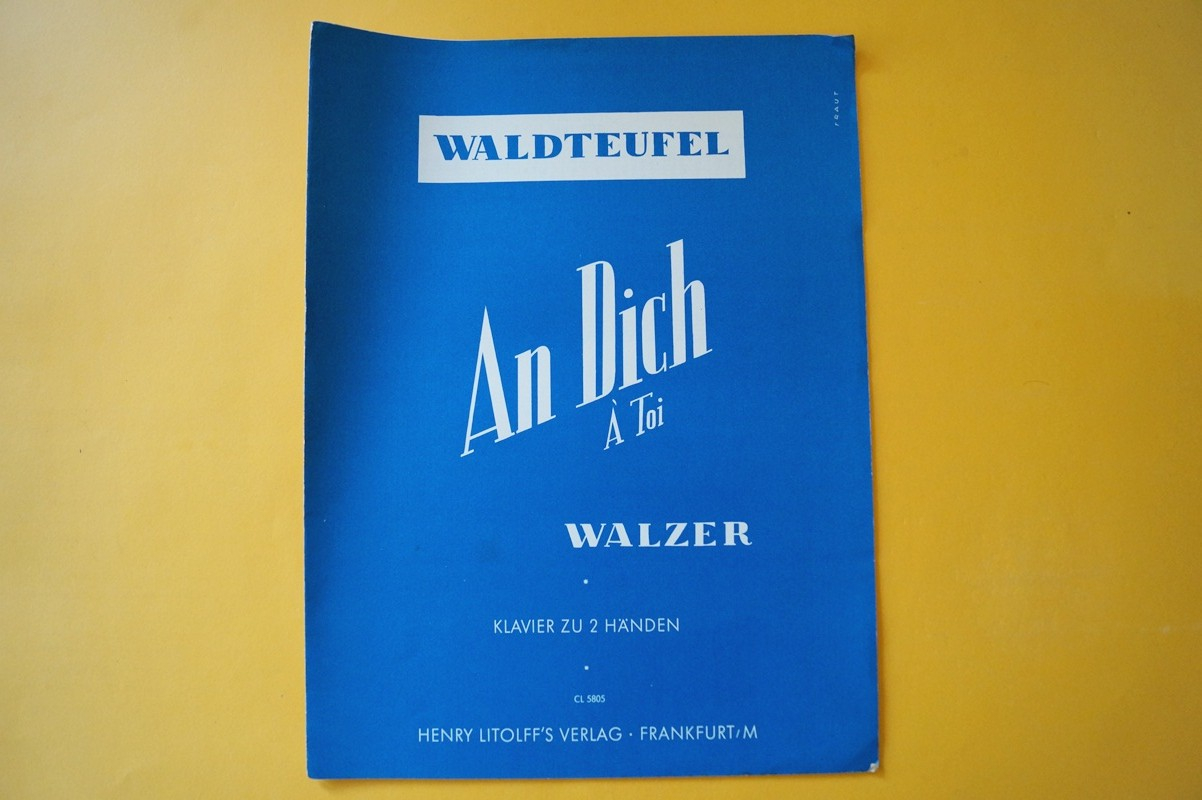 WALDTEUFEL
An Dich
À Toi
WALZER
KLAVIER ZU 2 HÄNDEN
CL 5805
HENRY LITOLFF'S VERLAG · FRANKFURT/M